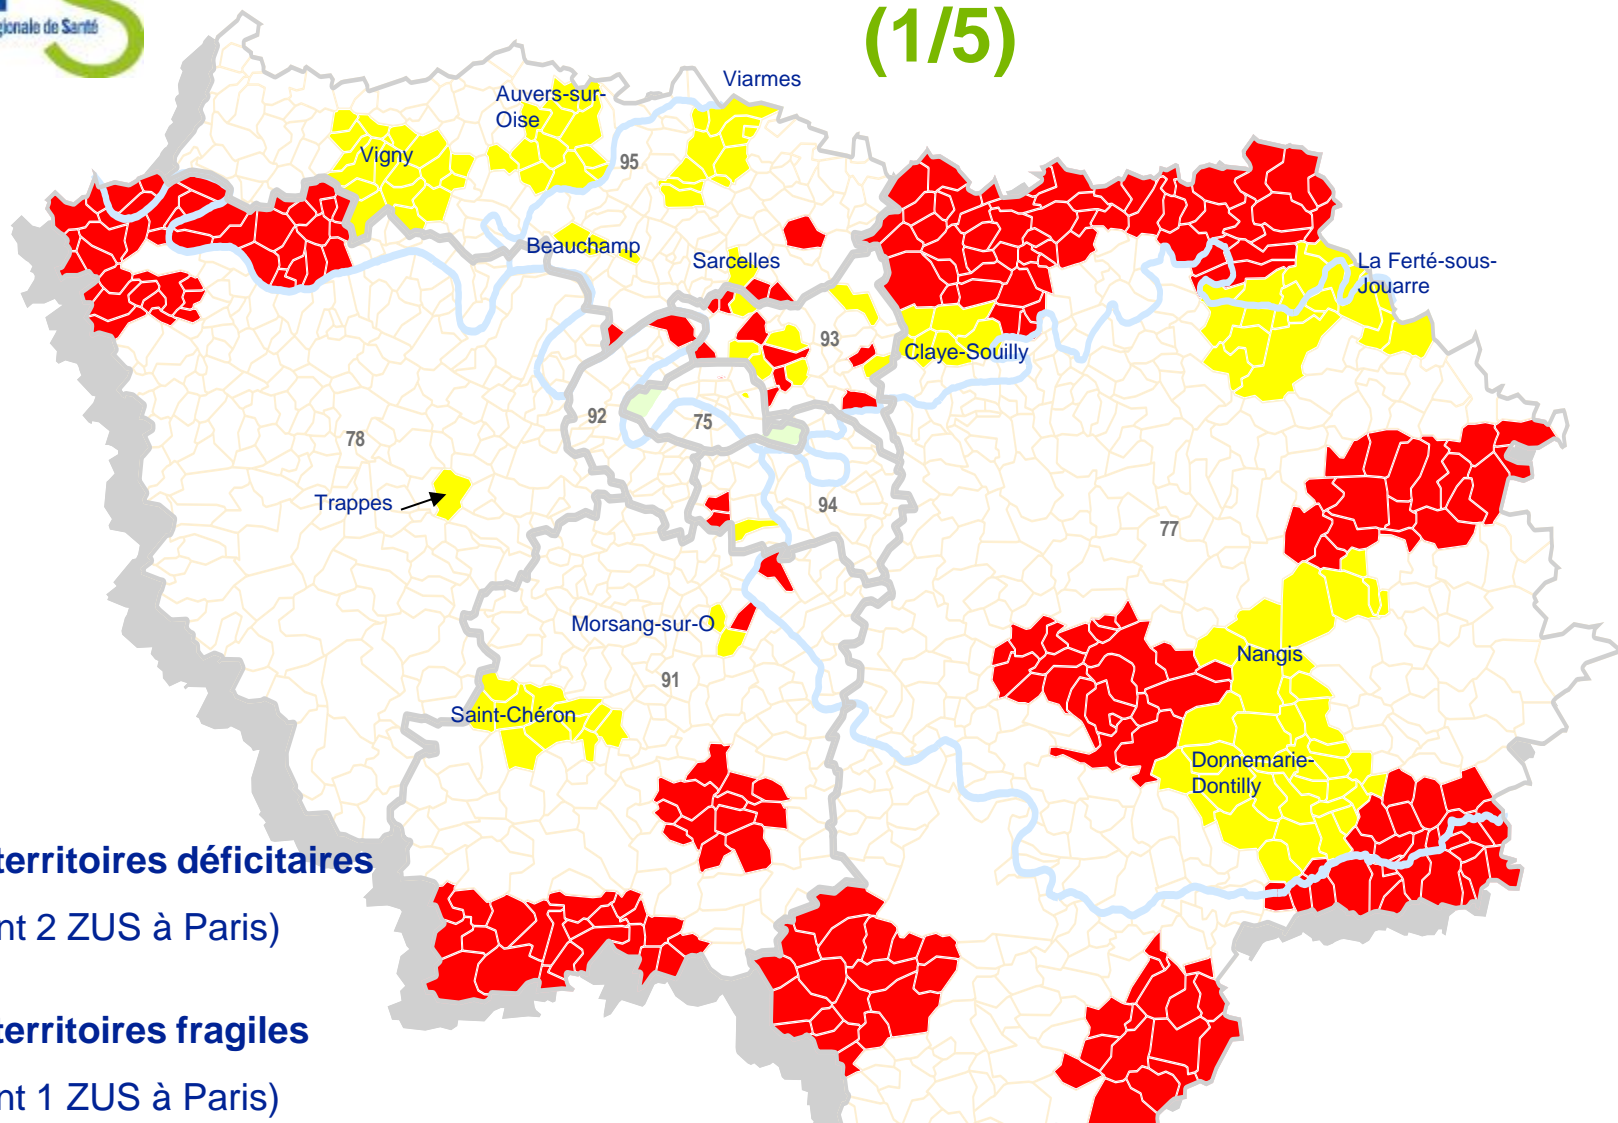 gionale de Santé
(1/5)
Viarmes
Auvers-sur-
Oise
Vigny
95
Beauchamp
Sarcelles
La Ferté-sous-
Jouarre
93
Claye-Souilly
92
75
78
Trappes
94
77
Morsang-sur-O
Nangis
91
Saint-Chéron
Donnemarie-
Dontilly
territoires déficitaires
nt 2 ZUS à Paris)
territoires fragiles
nt 1 ZUS à Paris)